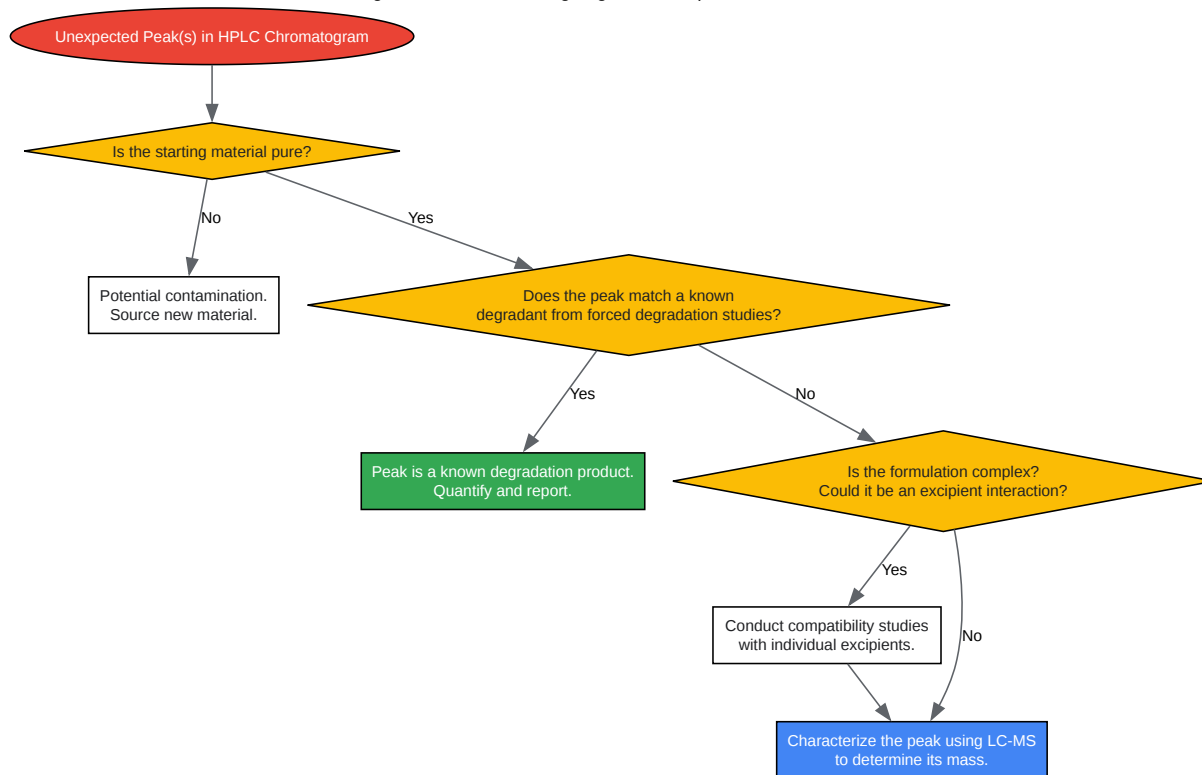 Unexpected Peak(s) in HPLC Chromatogram
Is the starting material pure?
No
Yes
Potential contamination.
Source new material.
Does the peak match a known
degradant from forced degradation studies?
Yes
No
Peak is a known degradation product.
Quantify and report.
Is the formulation complex?
Could it be an excipient interaction?
Yes
No
Conduct compatibility studies
with individual excipients.
Characterize the peak using LC-MS
to determine its mass.